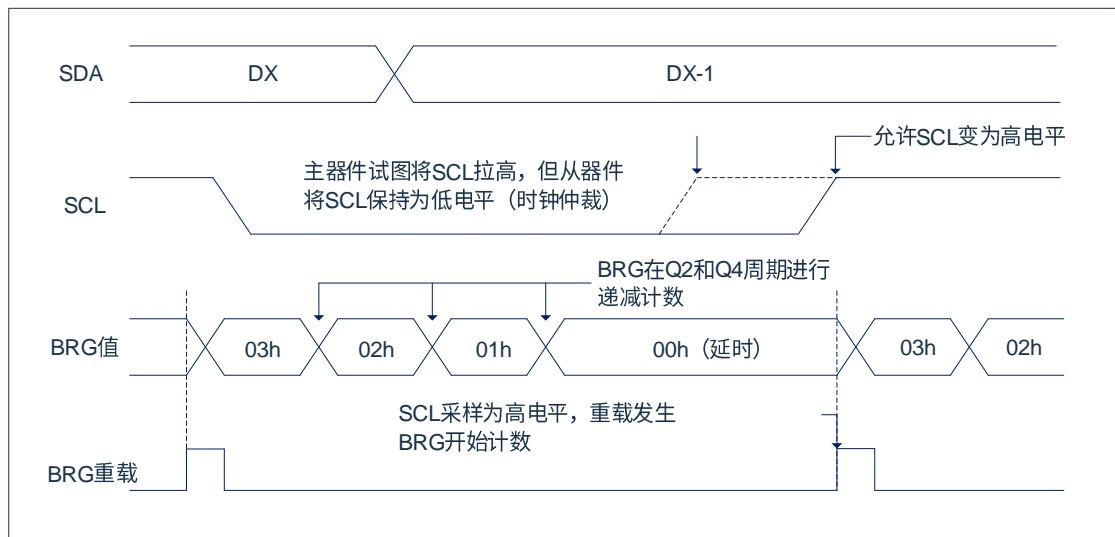 SDA
DX
DX-1
允许SCL变为高电平
主器件试图将SCL拉高，但从器件
将SCL保持为低电平（时钟仲裁）
SCL
BRG在Q2和Q4周期进行
递减计数
BRG值
03h
02h
01h
00h（延时）
03h
02h
SCL采样为高电平，重载发生
BRG开始计数
BRG重载